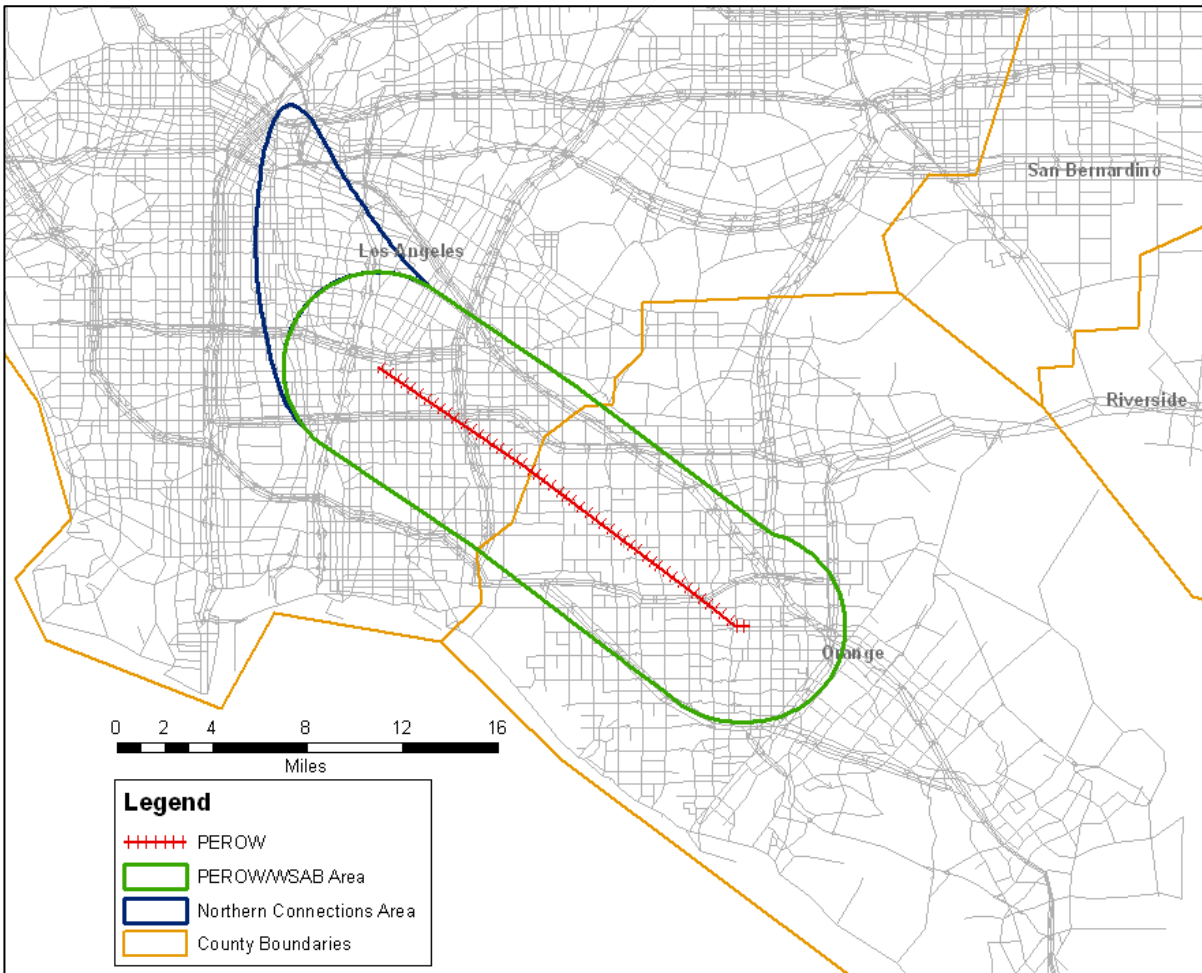 San Bernardino
Los Angeles
Riverside
Orange
0 2 4 8 12 16
Miles
Legend
PEROW
PEROW/WSAB Area
Northern Connections Area
County Boundaries